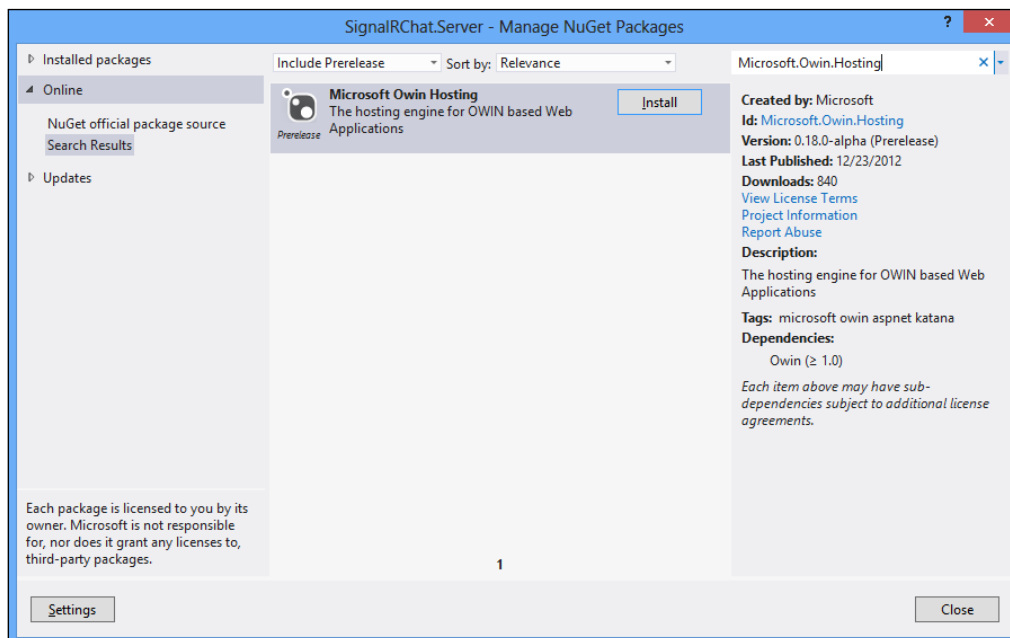 SignalRChat.Server - Manage NuGet Packages
?
Installed packages
Online
NuGet official package source
Search Results
Updates
Each package is licensed to you by its
owner. Microsoft is not responsible
for, nor does it grant any licenses to,
third-party packages.
Include Prerelease
Sort by: Relevance
Microsoft Owin Hosting
The hosting engine for OWIN based Web
Applications
Prerelease
Install
1
Microsoft.Owin.Hosting
Created by: Microsoft
Id: Microsoft.Owin.Hosting
Version: 0.18.0-alpha (Prerelease)
Last Published: 12/23/2012
Downloads: 840
View License Terms
Project Information
Report Abuse
Description:
The hosting engine for OWIN based Web
Applications
Tags: microsoft owin aspnet katana
Dependencies:
Owin (≥ 1.0)
Each item above may have sub-
dependencies subject to additional license
agreements.
Settings
Close